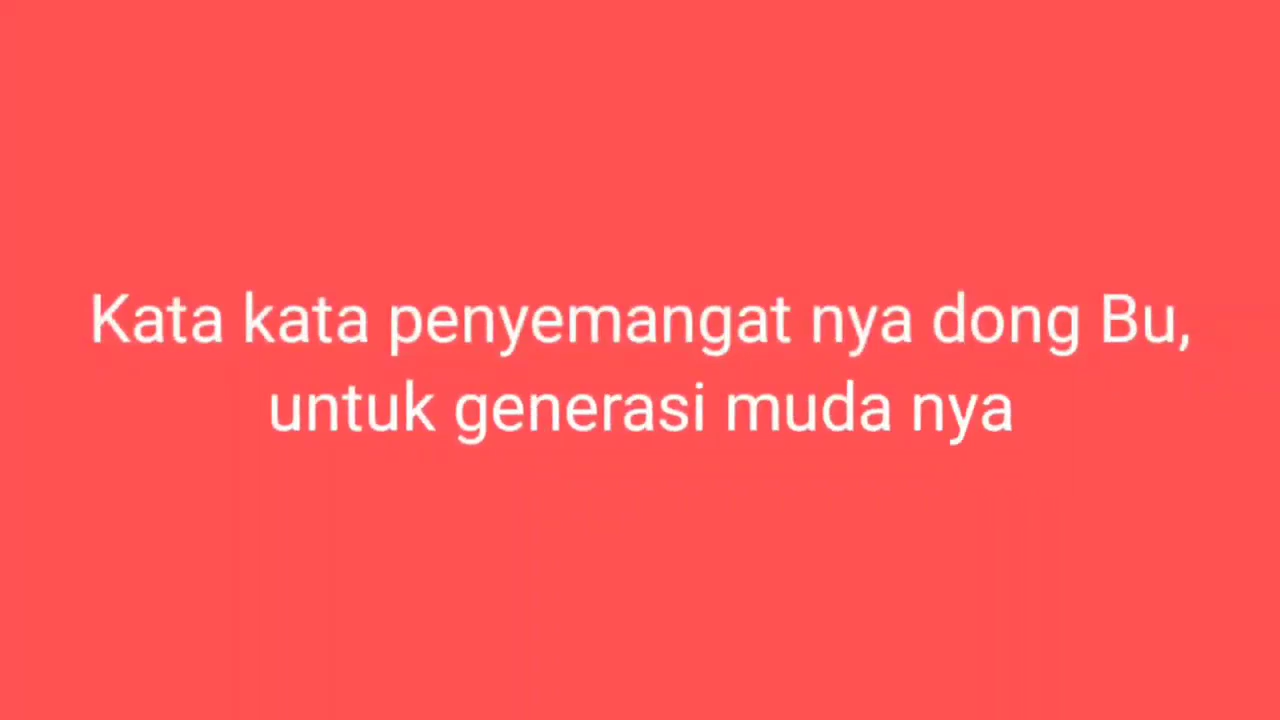 Kata kata penyemangat nya dong Bu,
untuk generasi muda nya